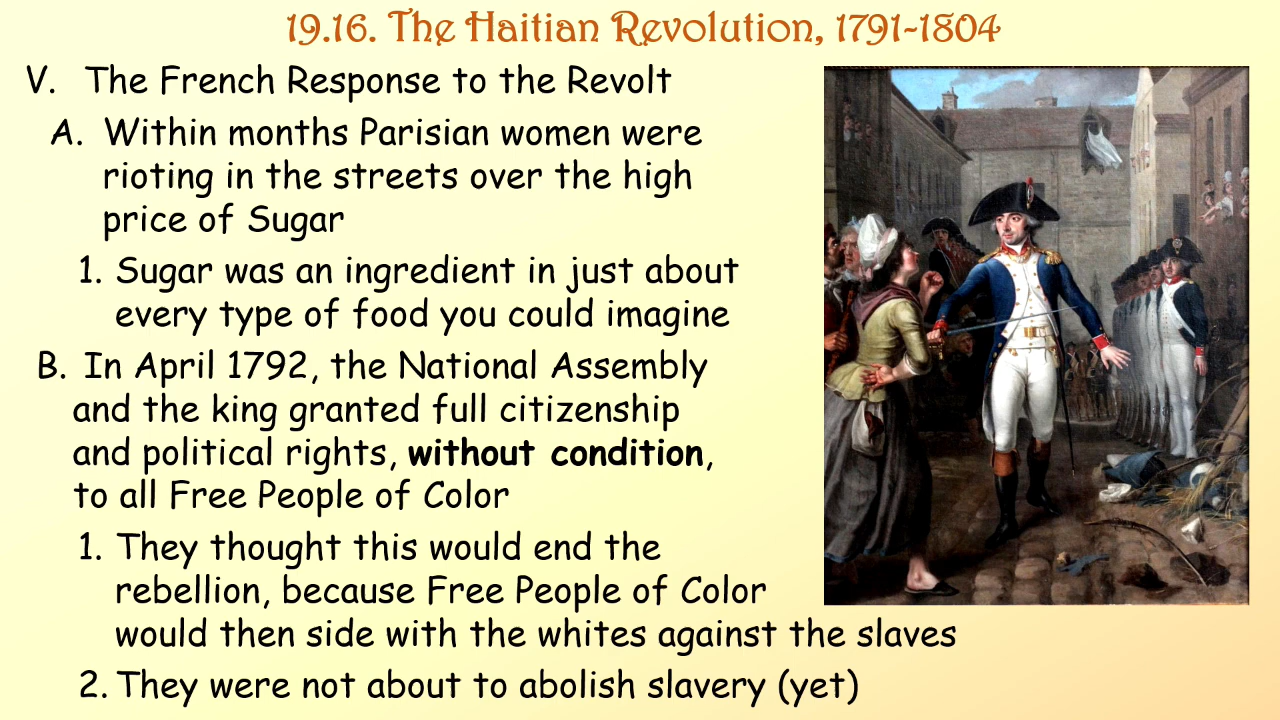 19.16. The Haitian Revolution, 1791-1804
V. The French Response to the Revolt
A. Within months Parisian women were
rioting in the streets over the high
price of Sugar
1. Sugar was an ingredient in just about
every type of food you could imagine
B. In April 1792, the National Assembly
and the king granted full citizenship
and political rights, without condition,
to all Free People of Color
1. They thought this would end the
rebellion, because Free People of Color
would then side with the whites against the slaves
2. They were not about to abolish slavery (yet)